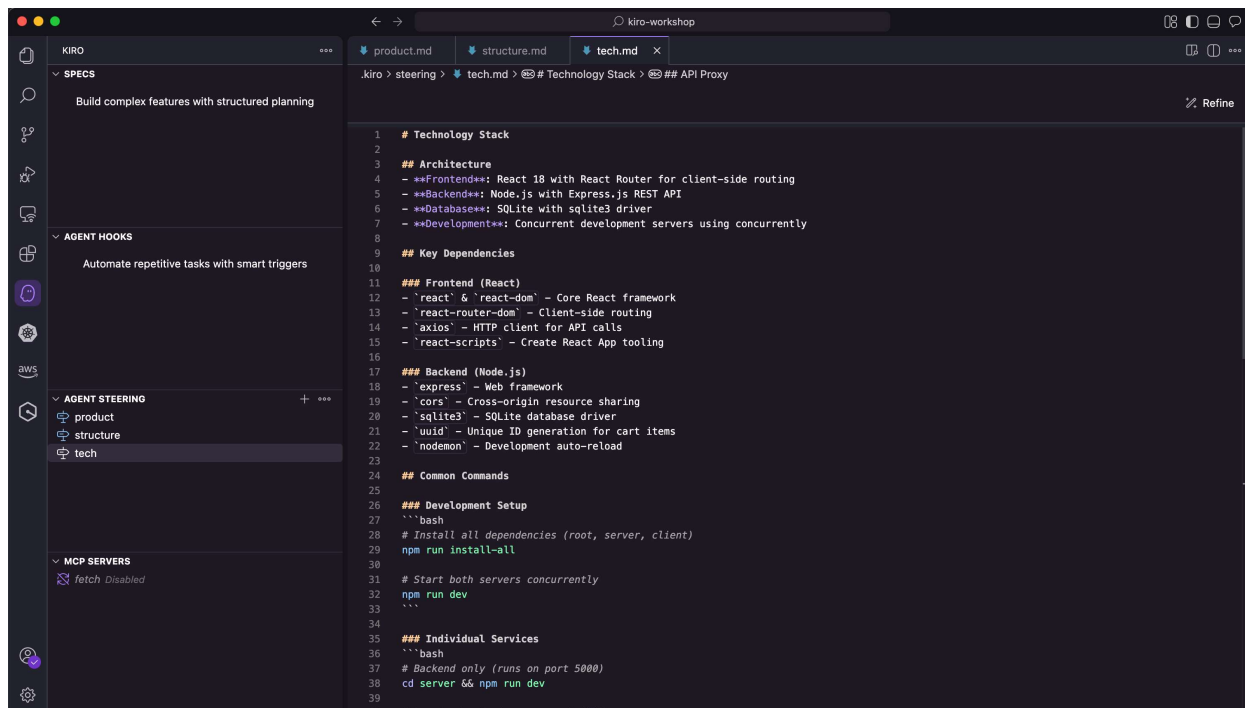 kiro-workshop
KIRO
SPECS
Build complex features with structured planning
AGENT HOOKS
Automate repetitive tasks with smart triggers
aws
AGENT STEERING
product
structure
tech
MCP SERVERS
fetch Disabled
product.md
structure.md
tech.md
.kiro > steering > tech.md > abc # Technology Stack > abc ## API Proxy
Refine
1 # Technology Stack
2
3 ## Architecture
4 - **Frontend**: React 18 with React Router for client-side routing
5 - **Backend**: Node.js with Express.js REST API
6 - **Database**: SQLite with sqlite3 driver
7 - **Development**: Concurrent development servers using concurrently
8
9 ## Key Dependencies
10
11 ### Frontend (React)
12 - `react` & `react-dom` - Core React framework
13 - `react-router-dom` - Client-side routing
14 - `axios` - HTTP client for API calls
15 - `react-scripts` - Create React App tooling
16
17 ### Backend (Node.js)
18 - `express` - Web framework
19 - `cors` - Cross-origin resource sharing
20 - `sqlite3` - SQLite database driver
21 - `uuid` - Unique ID generation for cart items
22 - `nodemon` - Development auto-reload
23
24 ## Common Commands
25
26 ### Development Setup
27 ```bash
28 # Install all dependencies (root, server, client)
29 npm run install-all
30
31 # Start both servers concurrently
32 npm run dev
33 ```
34
35 ### Individual Services
36 ```bash
37 # Backend only (runs on port 5000)
38 cd server && npm run dev
39